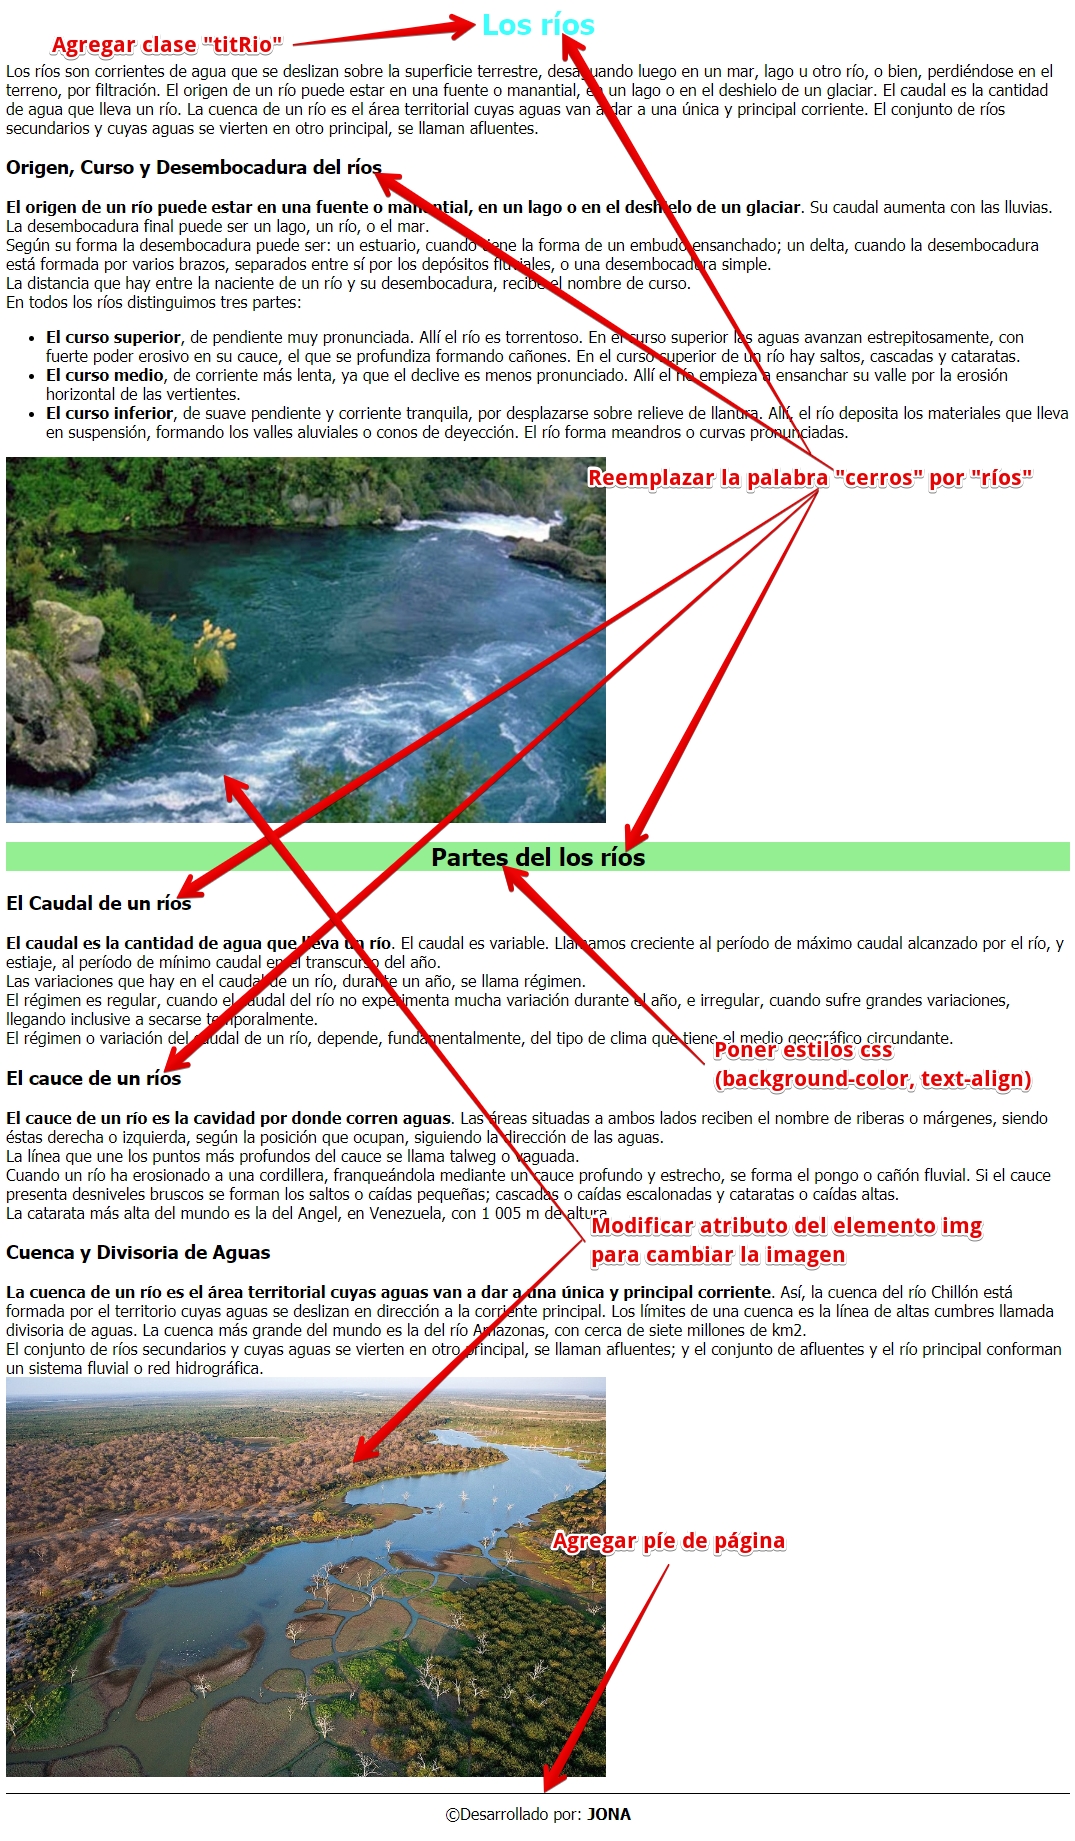 Los ríos
Agregar clase "titRio"
Los ríos son corrientes de agua que se deslizan sobre la superficie terrestre, desaguando luego en un mar, lago u otro río, o bien, perdiéndose en el
terreno, por filtración. El origen de un río puede estar en una fuente o manantial, en un lago o en el deshielo de un glaciar. El caudal es la cantidad
de agua que lleva un río. La cuenca de un río es el área territorial cuyas aguas van a dar a una única y principal corriente. El conjunto de ríos
secundarios y cuyas aguas se vierten en otro principal, se llaman afluentes.
Origen, Curso y Desembocadura del ríos
El origen de un río puede estar en una fuente o manantial, en un lago o en el deshielo de un glaciar. Su caudal aumenta con las lluvias.
La desembocadura final puede ser un lago, un río, o el mar.
Según su forma la desembocadura puede ser: un estuario, cuando tiene la forma de un embudo ensanchado; un delta, cuando la desembocadura
está formada por varios brazos, separados entre sí por los depósitos fluviales, o una desembocadura simple.
La distancia que hay entre la naciente de un río y su desembocadura, recibe el nombre de curso.
En todos los ríos distinguimos tres partes:
• El curso superior, de pendiente muy pronunciada. Allí el río es torrentoso. En el curso superior las aguas avanzan estrepitosamente, con
fuerte poder erosivo en su cauce, el que se profundiza formando cañones. En el curso superior de un río hay saltos, cascadas y cataratas.
• El curso medio, de corriente más lenta, ya que el declive es menos pronunciado. Allí el río empieza a ensanchar su valle por la erosión
horizontal de las vertientes.
• El curso inferior, de suave pendiente y corriente tranquila, por desplazarse sobre relieve de llanura. Allí, el río deposita los materiales que lleva
en suspensión, formando los valles aluviales o conos de deyección. El río forma meandros o curvas pronunciadas.
Reemplazar la palabra "cerros" por "ríos"
Partes del los ríos
El Caudal de un ríos
El caudal es la cantidad de agua que lleva un río. El caudal es variable. Llamamos creciente al período de máximo caudal alcanzado por el río, y
estiaje, al período de mínimo caudal en el transcurso del año.
Las variaciones que hay en el caudal de un río, durante un año, se llama régimen.
El régimen es regular, cuando el caudal del río no experimenta mucha variación durante el año, e irregular, cuando sufre grandes variaciones,
llegando inclusive a secarse temporalmente.
El régimen o variación del caudal de un río, depende, fundamentalmente, del tipo de clima que tiene el medio geográfico circundante.
Poner estilos css
(background-color, text-align)
El cauce de un ríos
El cauce de un río es la cavidad por donde corren aguas. Las áreas situadas a ambos lados reciben el nombre de riberas o márgenes, siendo
éstas derecha o izquierda, según la posición que ocupan, siguiendo la dirección de las aguas.
La línea que une los puntos más profundos del cauce se llama talweg o vaguada.
Cuando un río ha erosionado a una cordillera, franqueándola mediante un cauce profundo y estrecho, se forma el pongo o cañón fluvial. Si el cauce
presenta desniveles bruscos se forman los saltos o caídas pequeñas; cascadas o caídas escalonadas y cataratas o caídas altas.
La catarata más alta del mundo es la del Angel, en Venezuela, con 1 005 m de altura.
Modificar atributo del elemento img
para cambiar la imagen
Cuenca y Divisoria de Aguas
La cuenca de un río es el área territorial cuyas aguas van a dar a una única y principal corriente. Así, la cuenca del río Chillón está
formada por el territorio cuyas aguas se deslizan en dirección a la corriente principal. Los límites de una cuenca es la línea de altas cumbres llamada
divisoria de aguas. La cuenca más grande del mundo es la del río Amazonas, con cerca de siete millones de km2.
El conjunto de ríos secundarios y cuyas aguas se vierten en otro principal, se llaman afluentes; y el conjunto de afluentes y el río principal conforman
un sistema fluvial o red hidrográfica.
Agregar píe de página
©Desarrollado por: JONA